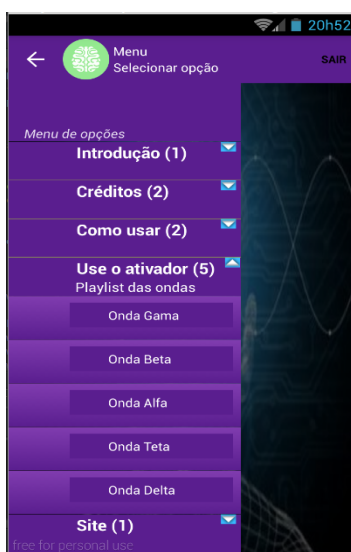 20h52
Menu
Selecionar opção
SAIR
Menu de opções
Introdução (1)
Créditos (2)
Como usar (2)
Use o ativador (5)
Playlist das ondas
Onda Gama
Onda Beta
Onda Alfa
Onda Teta
Onda Delta
Site (1)
free for personal use